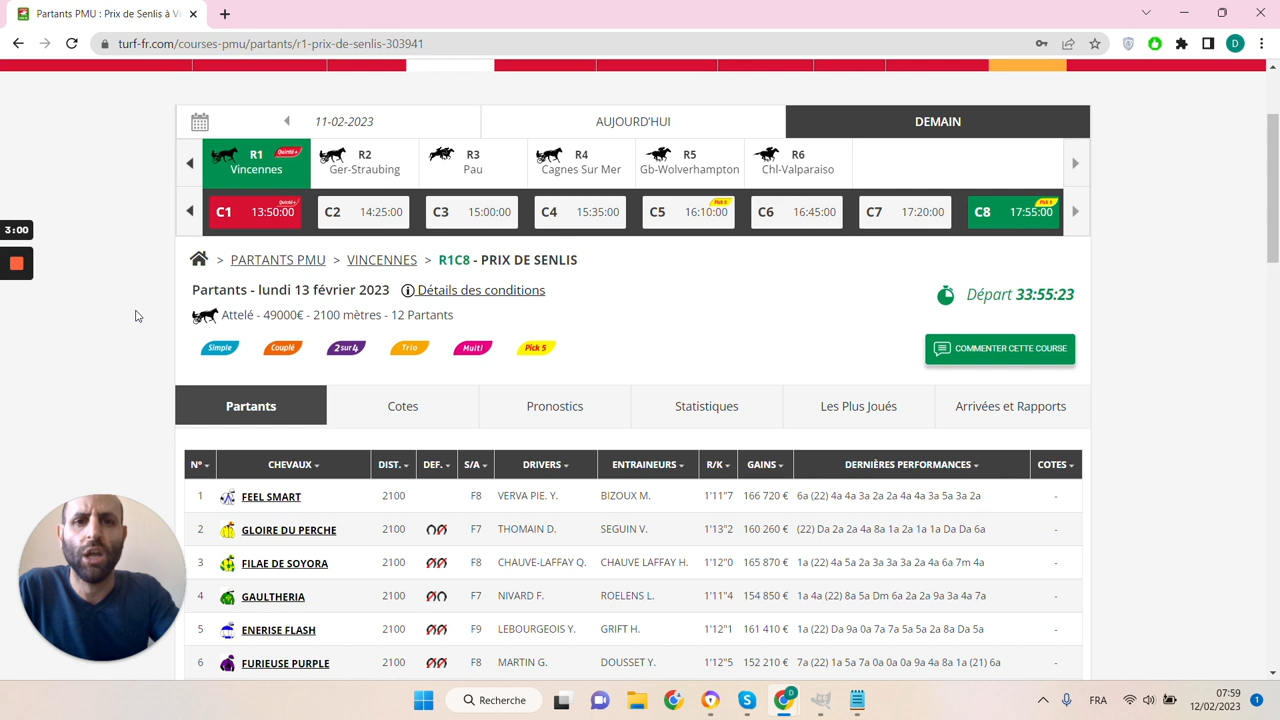 Partants PMU : Prix de Senlis à Vi
turf-fr.com/courses-pmu/partants/r1-prix-de-senlis-303941
D
11-02-2023 AUJOURD'HUI DEMAIN
R1 Quinté+ R2 R3 R4 R5 R6
Vincennes Ger-Straubing Pau Cagnes Sur Mer Gb-Wolverhampton Chl-Valparaiso
Quinté+ Pick 5 Pick 5
C1 13:50:00 C2 14:25:00 C3 15:00:00 C4 15:35:00 C5 16:10:00 C6 16:45:00 C7 17:20:00 C8 17:55:00
3:00
> PARTANTS PMU > VINCENNES > R1C8 - PRIX DE SENLIS
Partants - lundi 13 février 2023 Détails des conditions
Départ 33:55:23
Attelé - 49000€ - 2100 mètres - 12 Partants
Simple Couplé 2sur4 Trio Multi Pick 5
COMMENTER CETTE COURSE
Partants Cotes Pronostics Statistiques Les Plus Joués Arrivées et Rapports
N° CHEVAUX DIST. DEF. S/A DRIVERS ENTRAINEURS R/K GAINS DERNIÈRES PERFORMANCES COTES
1 FEEL SMART 2100 F8 VERVA PIE. Y. BIZOUX M. 1'11"7 166 720 € 6a (22) 4a 4a 3a 2a 2a 4a 4a 3a 5a 3a 2a -
2 GLOIRE DU PERCHE 2100 F7 THOMAIN D. SEGUIN V. 1'13"2 160 260 € (22) Da 2a 2a 4a 8a 1a 2a 1a 1a Da Da 6a -
3 FILAE DE SOYORA 2100 F8 CHAUVE-LAFFAY Q. CHAUVE LAFFAY H. 1'12"0 165 870 € 1a (22) 4a 5a 2a 3a 3a 3a 2a 4a 6a 7m 4a -
4 GAULTHERIA 2100 F7 NIVARD F. ROELENS L. 1'11"4 154 850 € 1a 4a (22) 8a 5a Dm 6a 2a 2a 9a 3a 4a 7a -
5 ENERISE FLASH 2100 F9 LEBOURGEOIS Y. GRIFT H. 1'12"1 161 410 € 1a (22) Da 9a 0a 7a 7a 5a 5a 2a 8a Da 5a -
6 FURIEUSE PURPLE 2100 F8 MARTIN G. DOUSSET Y. 1'12"5 152 210 € 7a (22) 1a 5a 7a 0a 0a 0a 9a 4a 8a 1a (21) 6a -
Recherche
D
FRA
07:59
12/02/2023
1